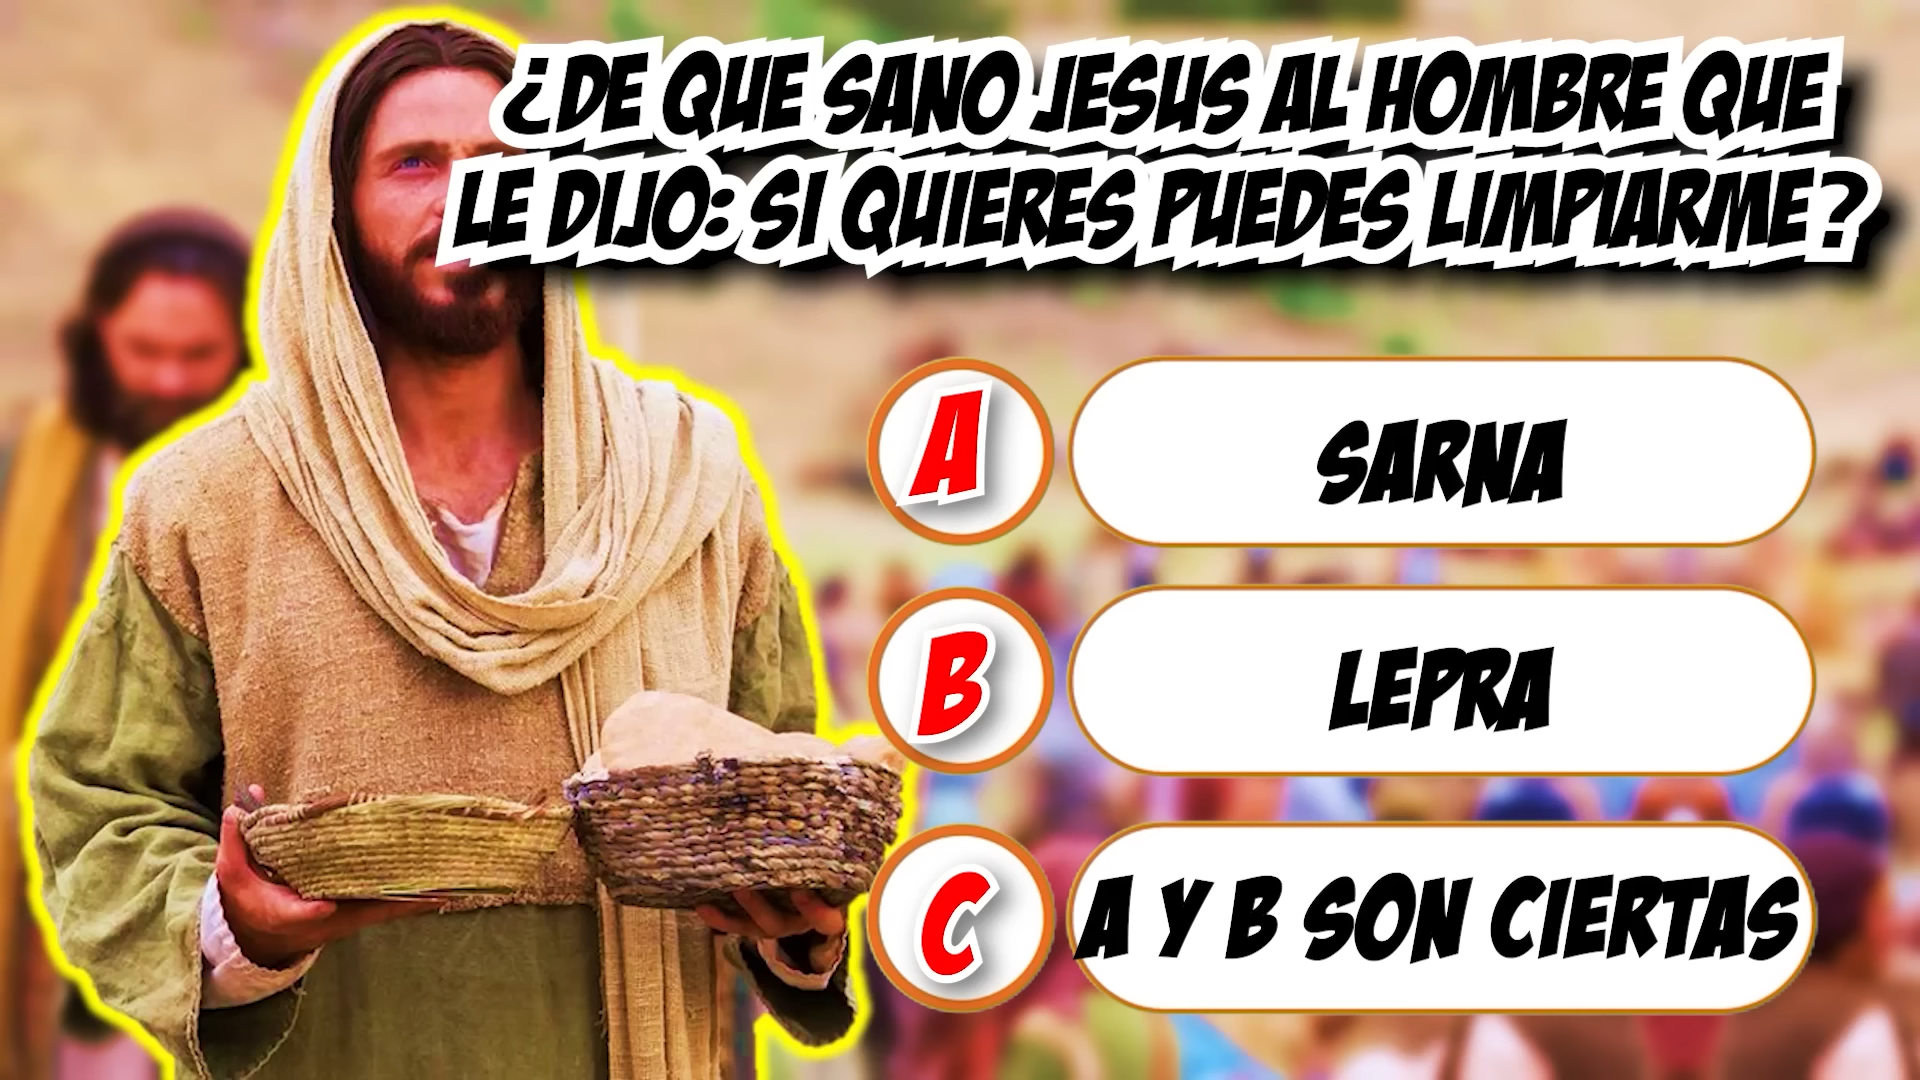 ¿DE QUE SANO JESUS AL HOMBRE QUE
LE DIJO: SI QUIERES PUEDES LIMPIARME?
A SARNA
B LEPRA
C A Y B SON CIERTAS